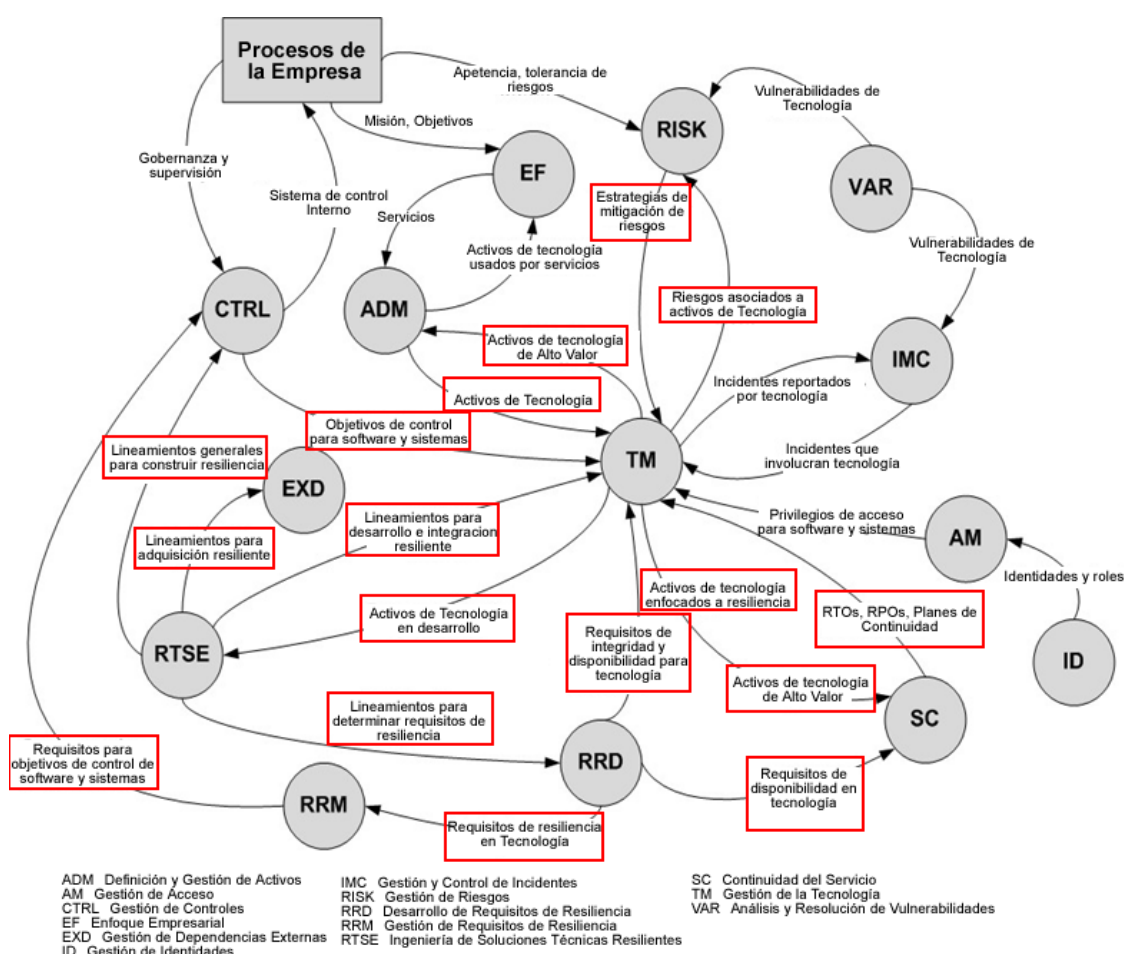 Procesos de
la Empresa
Apetencia, tolerancia de
riesgos
Vulnerabilidades de
Tecnología
Misión, Objetivos
RISK
Gobernanza y
supervisión
EF
VAR
Sistema de control
Interno
Estrategias de
mitigación de
riesgos
Servicios
Activos de tecnología
usados por servicios
Vulnerabilidades de
Tecnología
CTRL
ADM
Riesgos asociados a
activos de Tecnología
Activos de tecnología
de Alto Valor
IMC
Incidentes reportados
por tecnología
Activos de Tecnología
Objetivos de control
para software y sistemas
Lineamientos generales
para construir resiliencia
Incidentes que
involucran tecnología
TM
EXD
Lineamientos para
desarrollo e integracion
resiliente
Privilegios de acceso
para software y sistemas
Lineamientos para
adquisición resiliente
AM
Activos de tecnología
enfocados a resiliencia
Identidades y roles
RTOs, RPOs, Planes de
Continuidad
Activos de Tecnología
en desarrollo
Requisitos de
integridad y
disponibilidad para
tecnología
RTSE
ID
Activos de tecnología
de Alto Valor
Lineamientos para
determinar requisitos de
resiliencia
SC
Requisitos para
objetivos de control de
software y sistemas
RRD
Requisitos de
disponibilidad en
tecnología
RRM
Requisitos de resiliencia
en Tecnología
ADM Definición y Gestión de Activos
AM Gestión de Acceso
CTRL Gestión de Controles
EF Enfoque Empresarial
EXD Gestión de Dependencias Externas
ID Gestión de Identidades
IMC Gestión y Control de Incidentes
RISK Gestión de Riesgos
RRD Desarrollo de Requisitos de Resiliencia
RRM Gestión de Requisitos de Resiliencia
RTSE Ingeniería de Soluciones Técnicas Resilientes
SC Continuidad del Servicio
TM Gestión de la Tecnología
VAR Análisis y Resolución de Vulnerabilidades